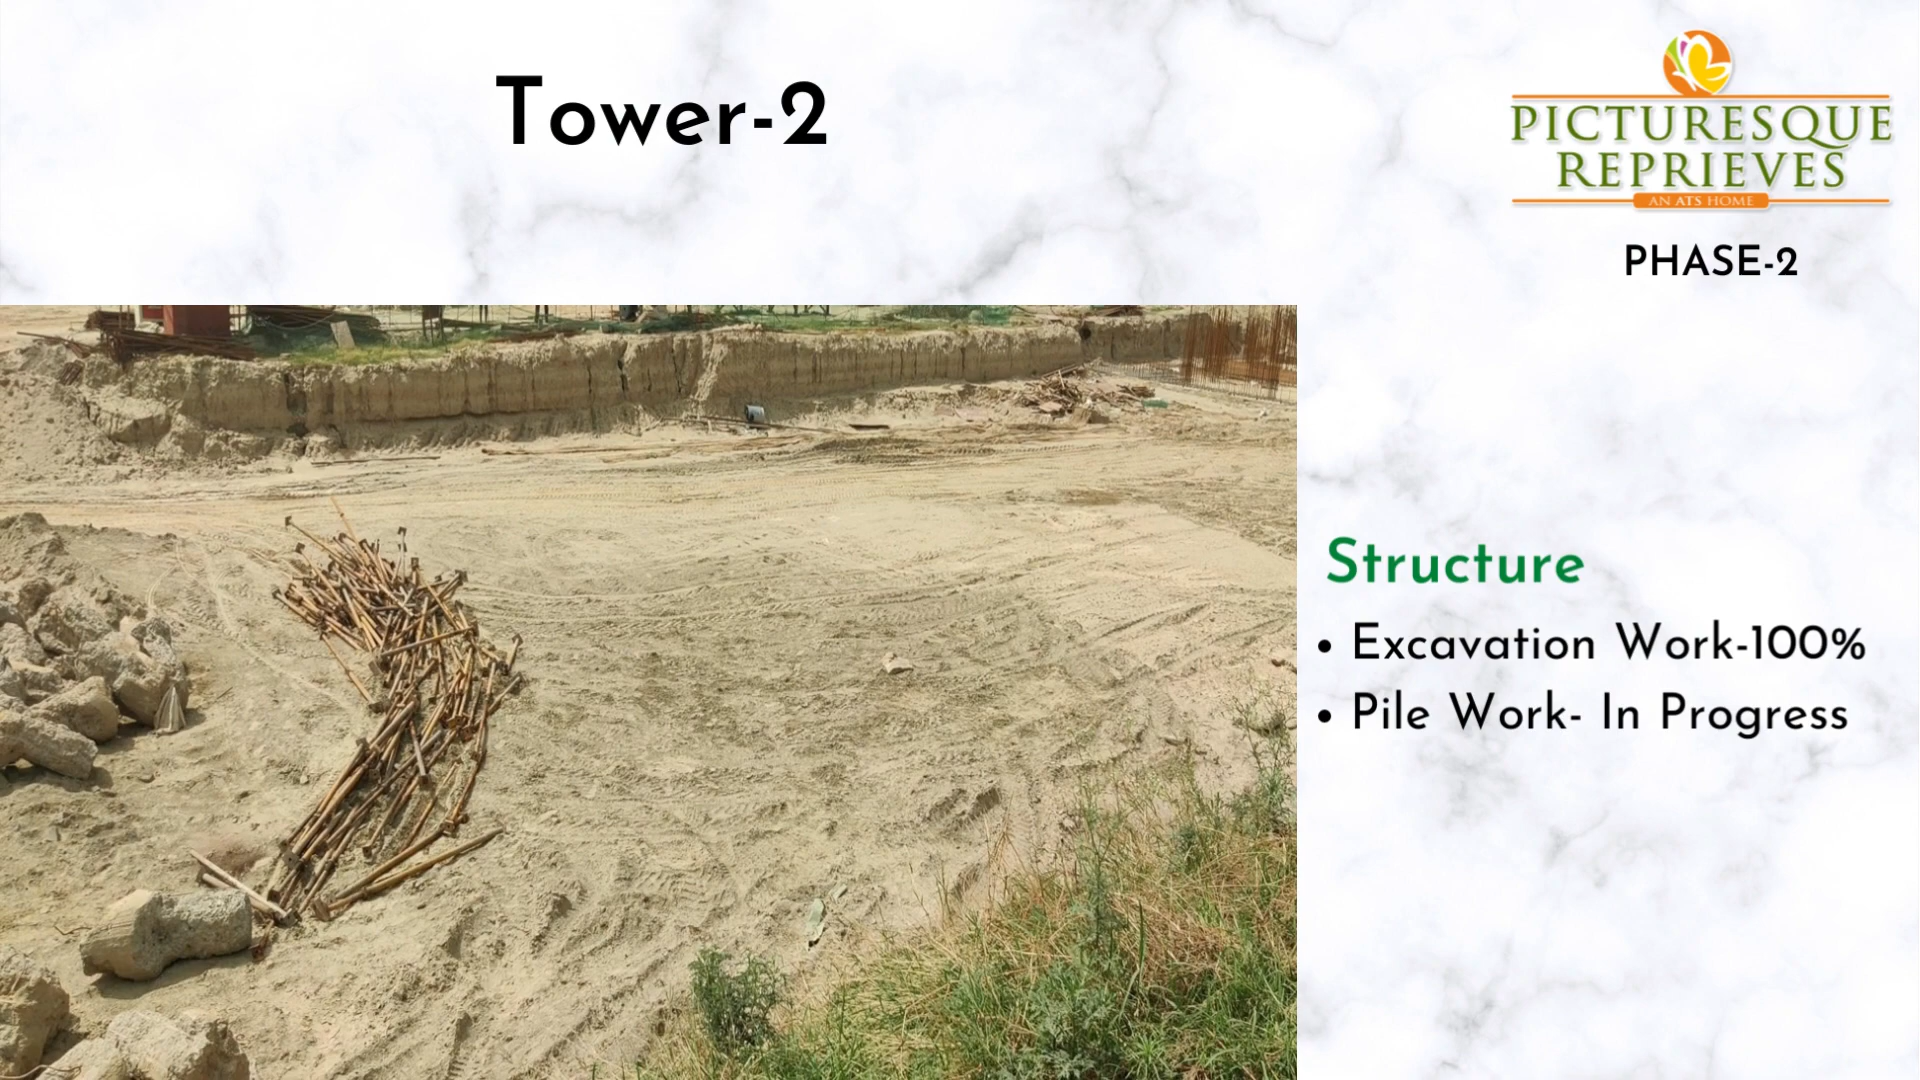 Tower-2
PICTURESQUE
REPRIEVES
AN ATS HOME
PHASE-2
Structure
• Excavation Work-100%
• Pile Work- In Progress